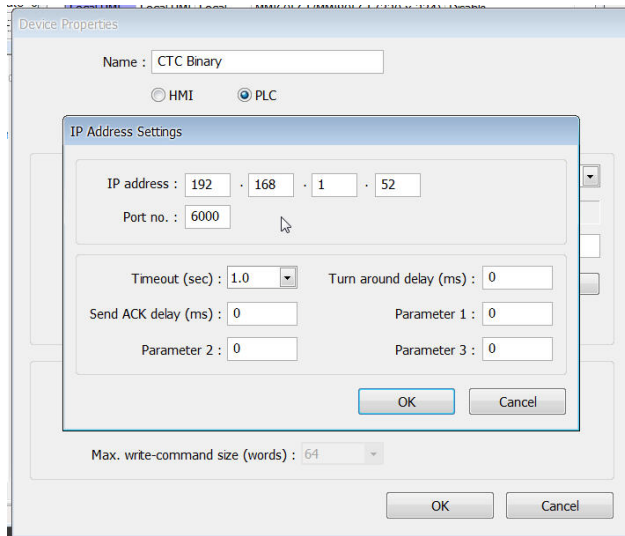 Device Properties
Name : CTC Binary
HMI PLC
IP Address Settings
IP address : 192 . 168 . 1 . 52
Port no. : 6000
Timeout (sec) : 1.0 Turn around delay (ms) : 0
Send ACK delay (ms) : 0 Parameter 1 : 0
Parameter 2 : 0 Parameter 3 : 0
OK Cancel
Max. write-command size (words) : 64
OK Cancel